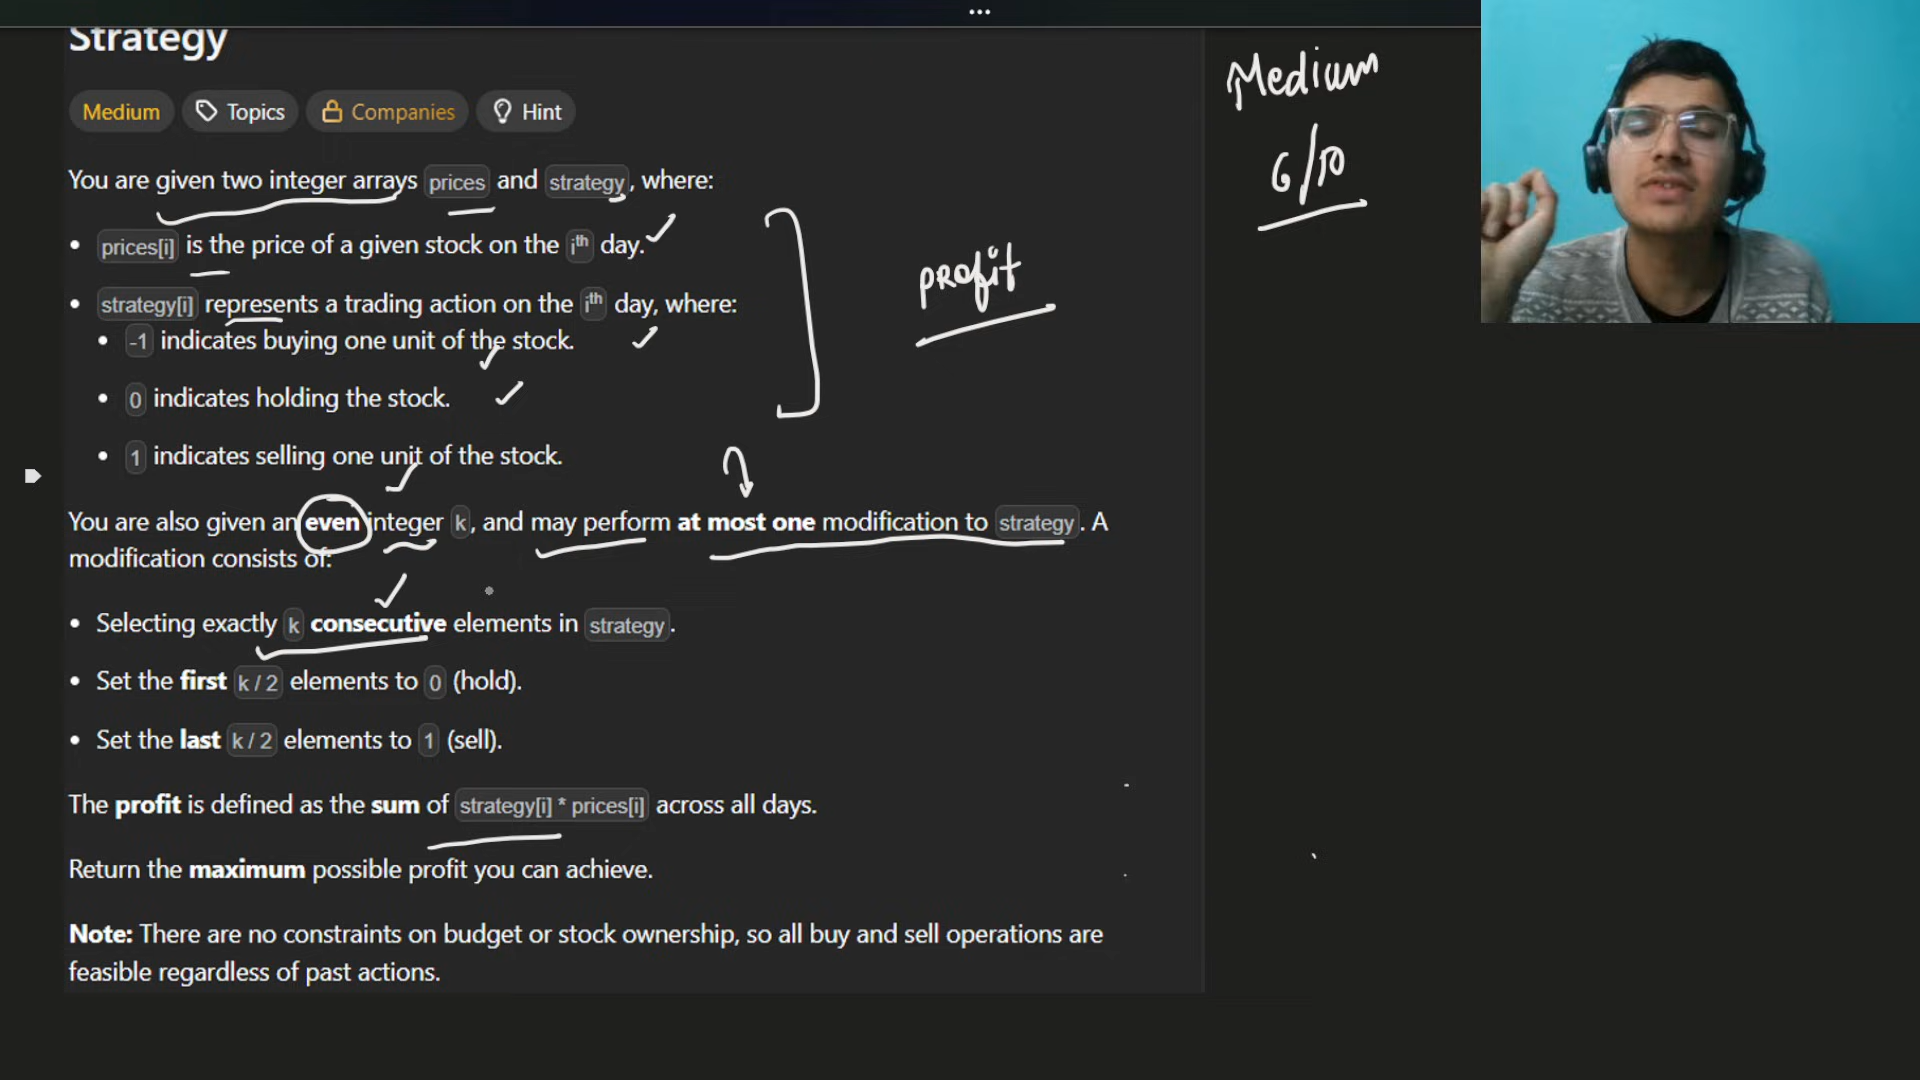 ...
Strategy
Medium
Medium Topics Companies Hint
6/10
You are given two integer arrays prices and strategy, where:
prices[i] is the price of a given stock on the ith day.
profit
strategy[i] represents a trading action on the ith day, where:
-1 indicates buying one unit of the stock.
0 indicates holding the stock.
1 indicates selling one unit of the stock.
You are also given an even integer k, and may perform at most one modification to strategy. A
modification consists of:
Selecting exactly k consecutive elements in strategy.
Set the first k / 2 elements to 0 (hold).
Set the last k / 2 elements to 1 (sell).
The profit is defined as the sum of strategy[i] * prices[i] across all days.
Return the maximum possible profit you can achieve.
Note: There are no constraints on budget or stock ownership, so all buy and sell operations are
feasible regardless of past actions.